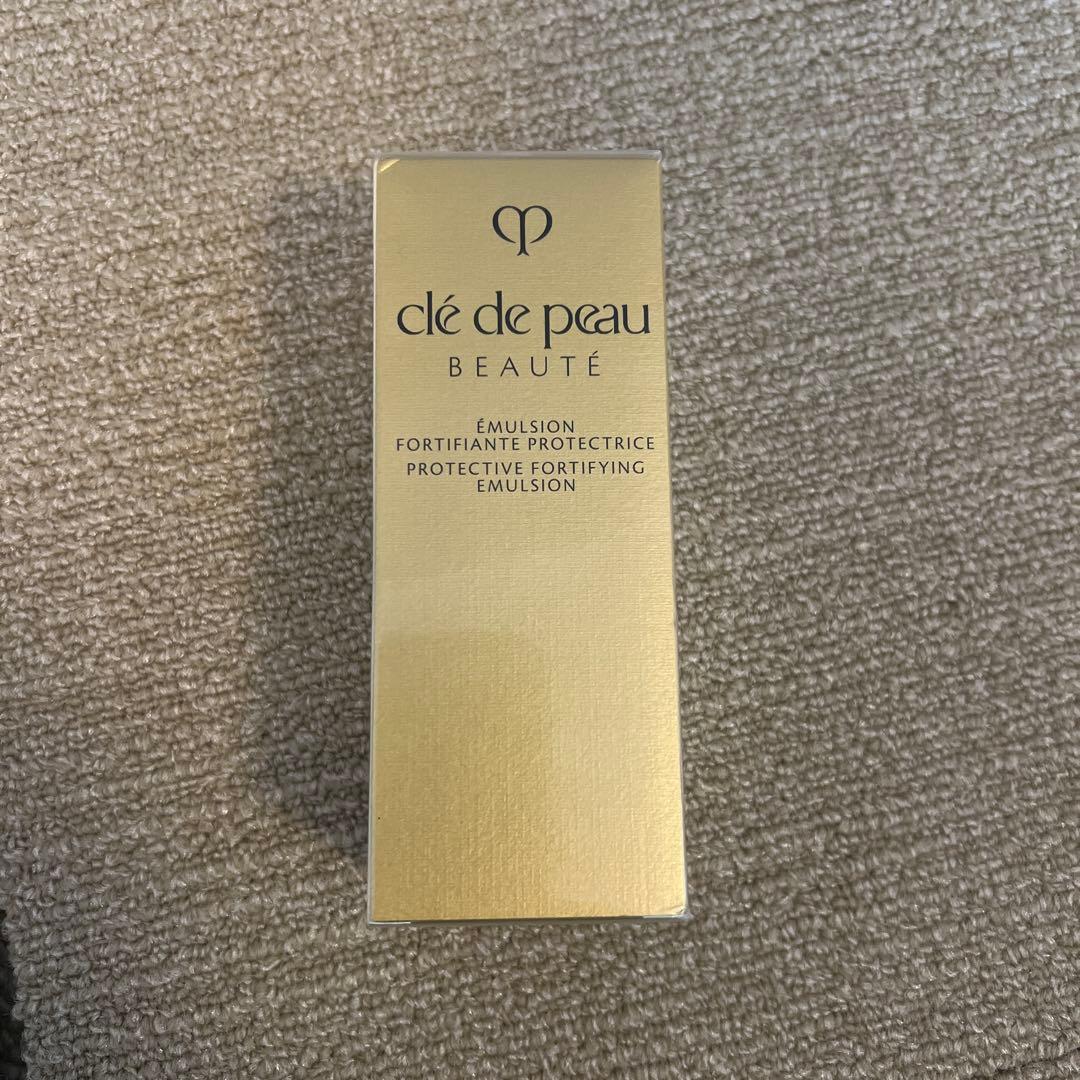 clé de peau
BEAUTÉ
ÉMULSION
FORTIFIANTE PROTECTRICE
PROTECTIVE FORTIFYING
EMULSION